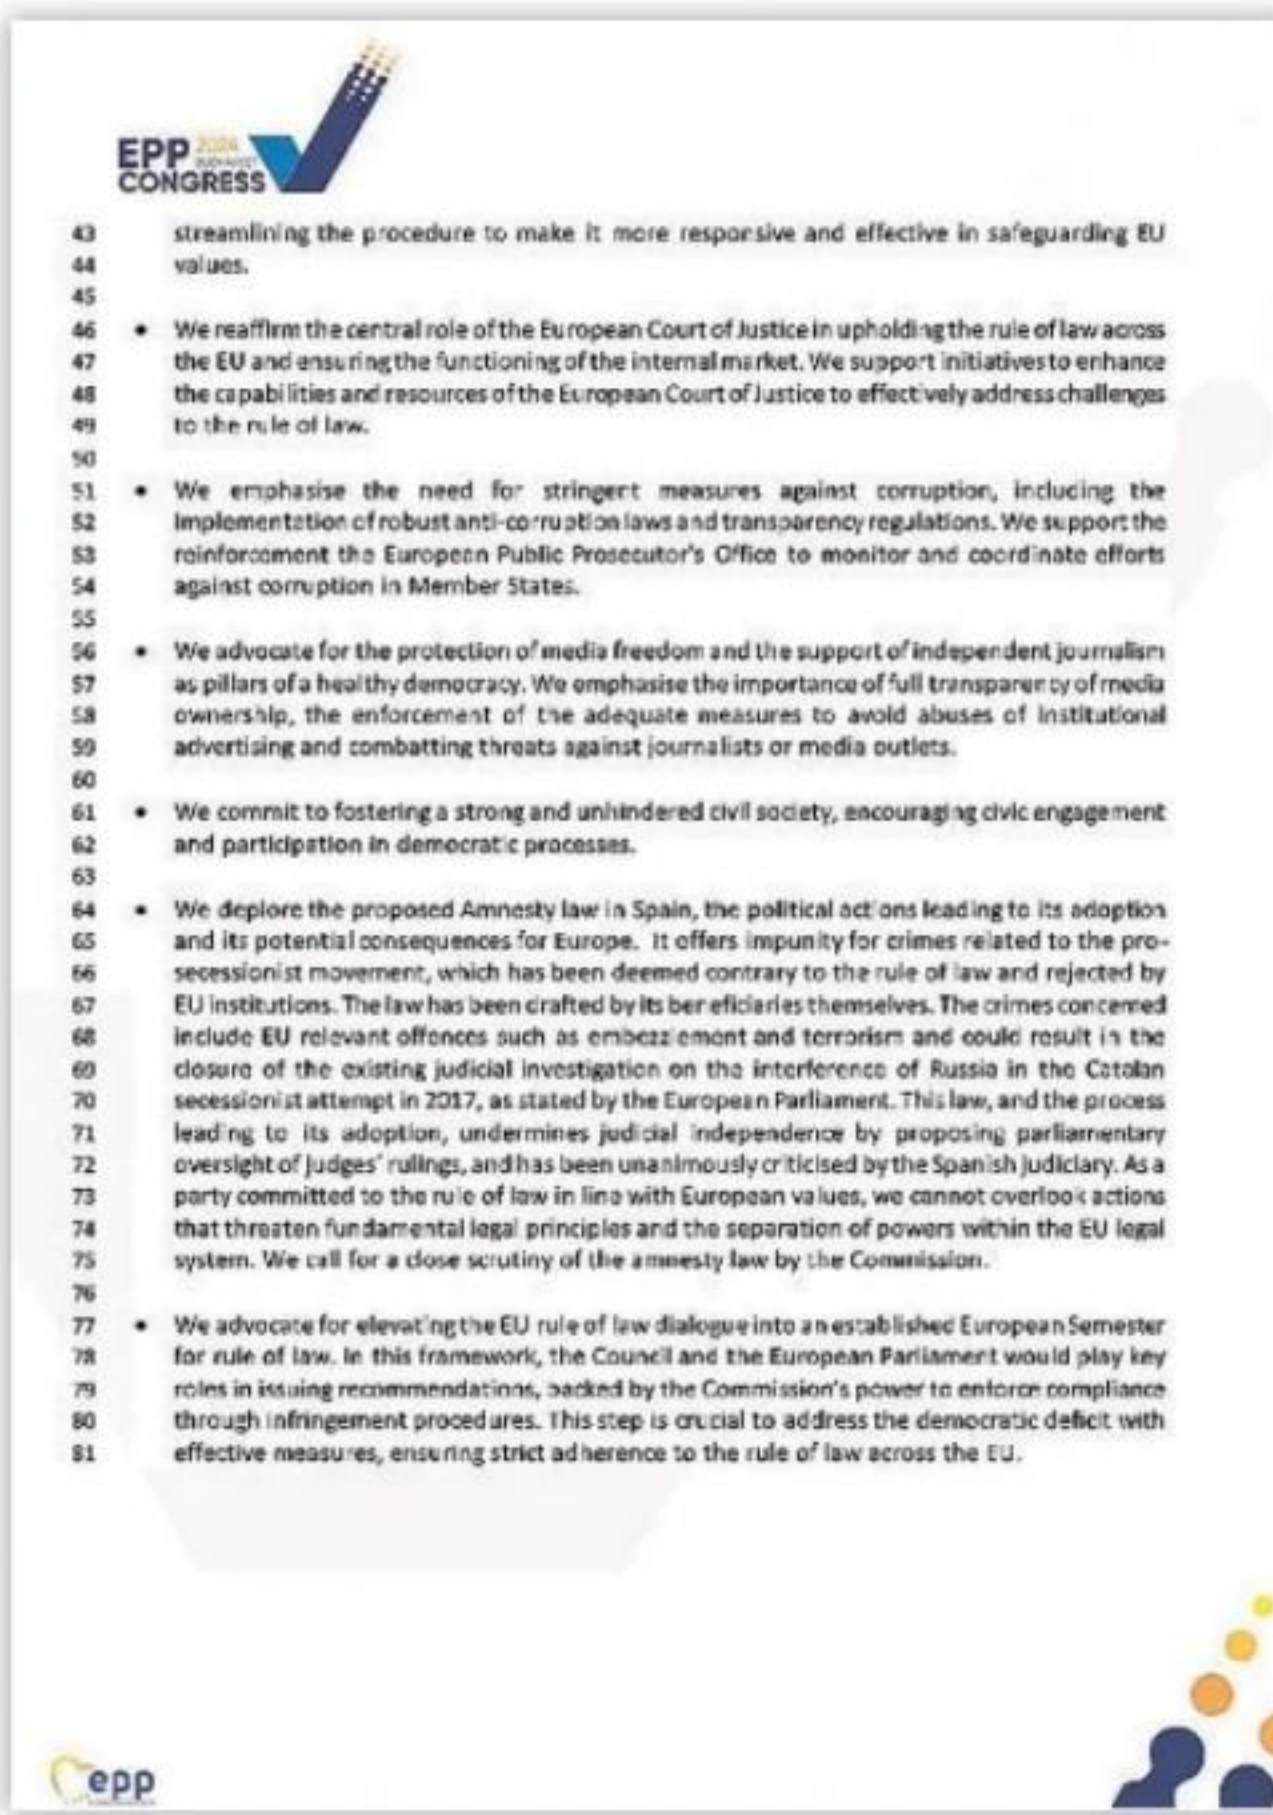 EPP 2024
BUCHAREST
CONGRESS
43 streamlining the procedure to make it more responsive and effective in safeguarding EU
44 values.
45
46 • We reaffirm the central role of the European Court of Justice in upholding the rule of law across
47 the EU and ensuring the functioning of the internal market. We support initiatives to enhance
48 the capabilities and resources of the European Court of Justice to effectively address challenges
49 to the rule of law.
50
51 • We emphasise the need for stringent measures against corruption, including the
52 implementation of robust anti-corruption laws and transparency regulations. We support the
53 reinforcement the European Public Prosecutor's Office to monitor and coordinate efforts
54 against corruption in Member States.
55
56 • We advocate for the protection of media freedom and the support of independent journalism
57 as pillars of a healthy democracy. We emphasise the importance of full transparency of media
58 ownership, the enforcement of the adequate measures to avoid abuses of institutional
59 advertising and combatting threats against journalists or media outlets.
60
61 • We commit to fostering a strong and unhindered civil society, encouraging civic engagement
62 and participation in democratic processes.
63
64 • We deplore the proposed Amnesty law in Spain, the political actions leading to its adoption
65 and its potential consequences for Europe. It offers impunity for crimes related to the pro-
66 secessionist movement, which has been deemed contrary to the rule of law and rejected by
67 EU institutions. The law has been drafted by its beneficiaries themselves. The crimes concerned
68 include EU relevant offences such as embezzlement and terrorism and could result in the
69 closure of the existing judicial investigation on the interference of Russia in the Catalan
70 secessionist attempt in 2017, as stated by the European Parliament. This law, and the process
71 leading to its adoption, undermines judicial independence by proposing parliamentary
72 oversight of judges' rulings, and has been unanimously criticised by the Spanish judiciary. As a
73 party committed to the rule of law in line with European values, we cannot overlook actions
74 that threaten fundamental legal principles and the separation of powers within the EU legal
75 system. We call for a close scrutiny of the amnesty law by the Commission.
76
77 • We advocate for elevating the EU rule of law dialogue into an established European Semester
78 for rule of law. In this framework, the Council and the European Parliament would play key
79 roles in issuing recommendations, backed by the Commission's power to enforce compliance
80 through infringement procedures. This step is crucial to address the democratic deficit with
81 effective measures, ensuring strict adherence to the rule of law across the EU.
epp